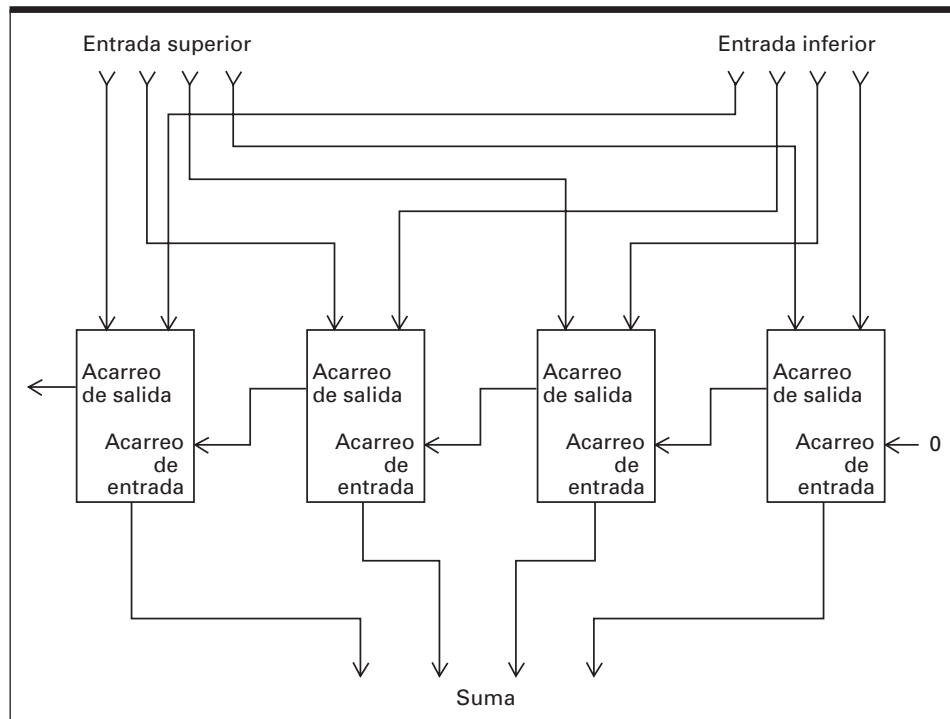 Entrada superior
Entrada inferior
Acarreo
de salida
Acarreo
de
entrada
Acarreo
de salida
Acarreo
de
entrada
Acarreo
de salida
Acarreo
de
entrada
Acarreo
de salida
Acarreo
de
entrada
0
Suma